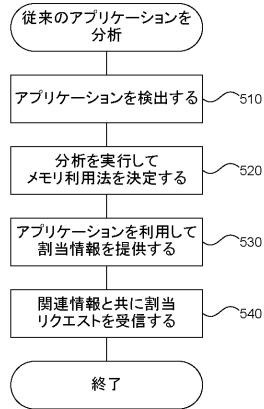 従来のアプリケーションを
分析
アプリケーションを検出する
510
分析を実行して
メモリ利用法を決定する
520
アプリケーションを利用して
割当情報を提供する
530
関連情報と共に割当
リクエストを受信する
540
終了